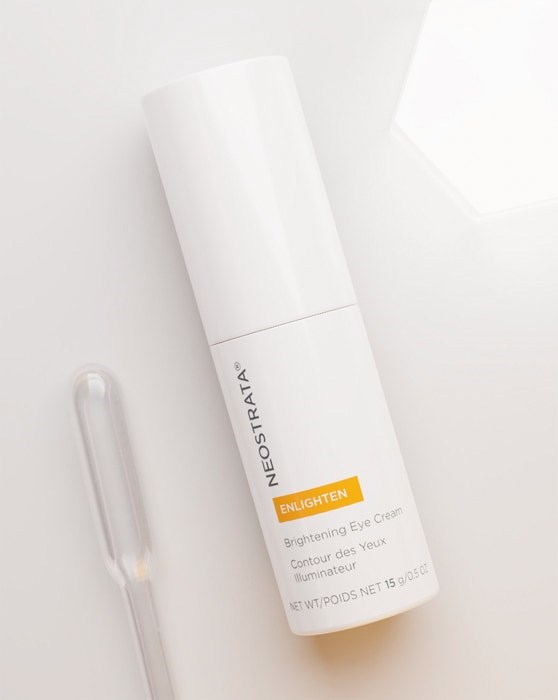 NEOSTRATA®
ENLIGHTEN
Brightening Eye Cream
Contour des Yeux
Illuminateur
NET WT/POIDS NET 15 g/0.5 OZ